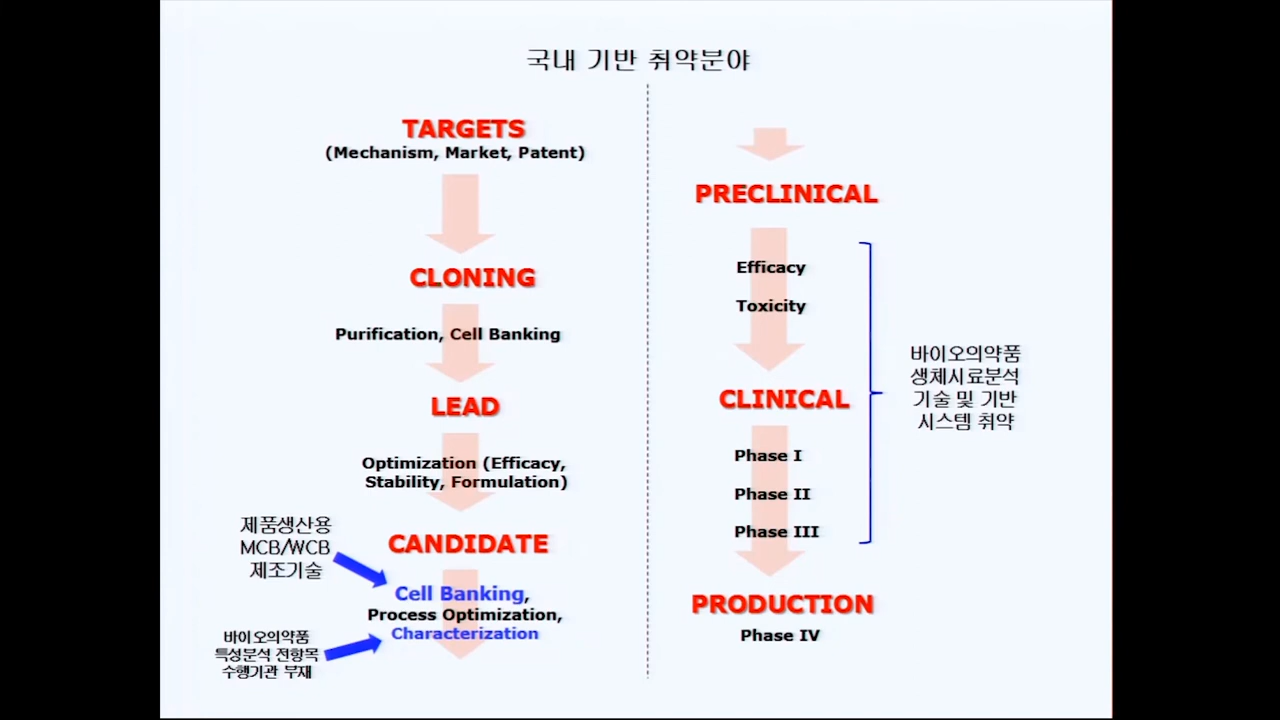 국내 기반 취약분야
TARGETS
(Mechanism, Market, Patent)
CLONING
Purification, Cell Banking
LEAD
Optimization (Efficacy,
Stability, Formulation)
CANDIDATE
제품생산용
MCB/WCB
제조기술
Cell Banking,
Process Optimization,
Characterization
바이오의약품
특성분석 전항목
수행기관 부재
PRECLINICAL
Efficacy
Toxicity
CLINICAL
Phase I
Phase II
Phase III
바이오의약품
생체시료분석
기술 및 기반
시스템 취약
PRODUCTION
Phase IV